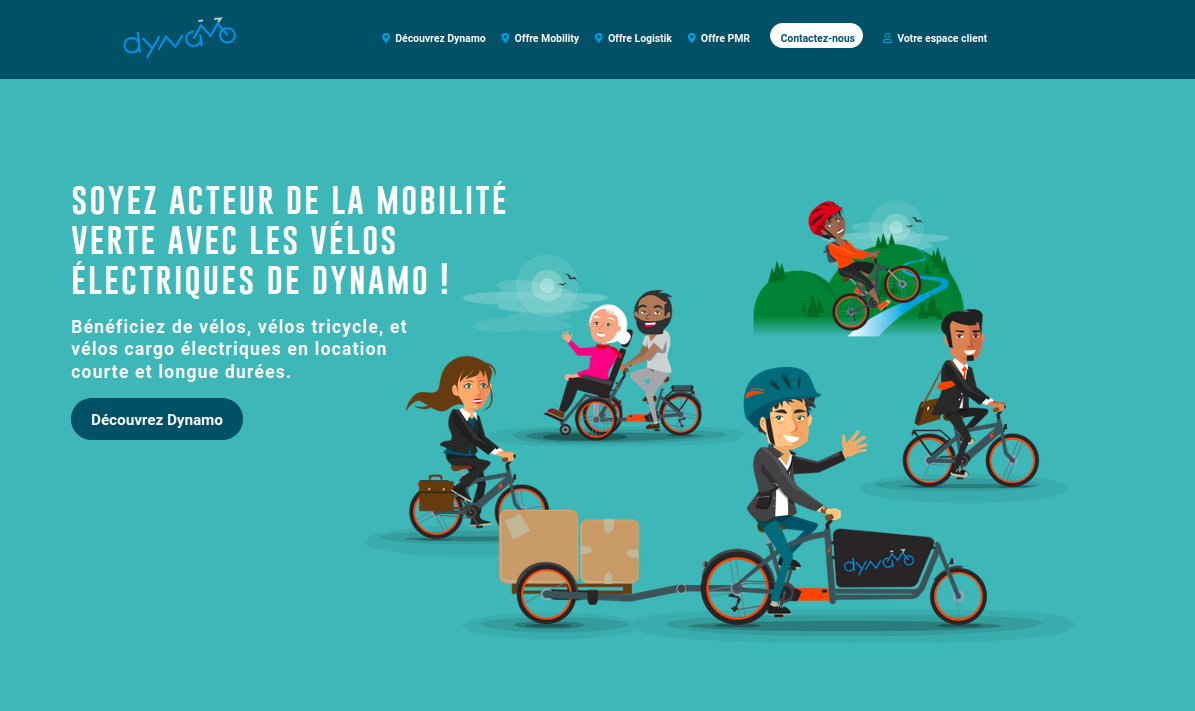 dynamo
Découvrez Dynamo
Offre Mobility
Offre Logistik
Offre PMR
Contactez-nous
Votre espace client
SOYEZ ACTEUR DE LA MOBILITÉ
VERTE AVEC LES VÉLOS
ÉLECTRIQUES DE DYNAMO !
Bénéficiez de vélos, vélos tricycle, et
vélos cargo électriques en location
courte et longue durées.
Découvrez Dynamo
dynamo